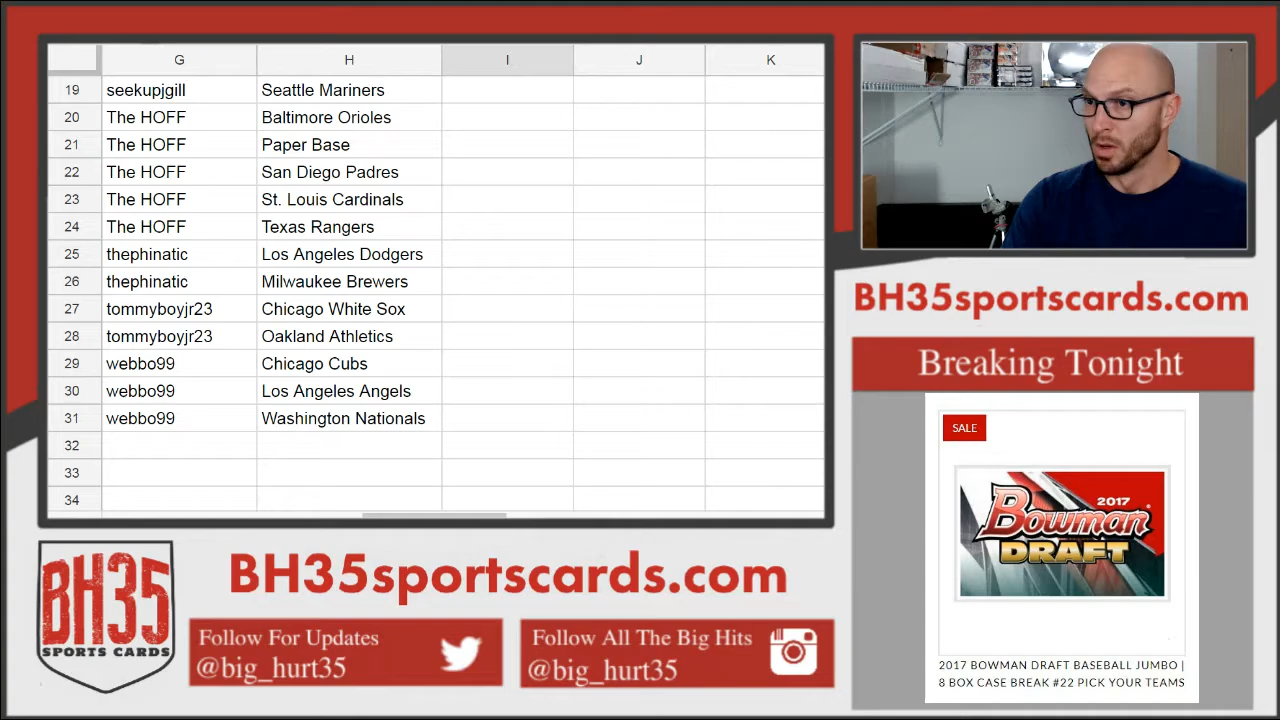 G H I J K
19 seekupjgill Seattle Mariners
20 The HOFF Baltimore Orioles
21 The HOFF Paper Base
22 The HOFF San Diego Padres
23 The HOFF St. Louis Cardinals
24 The HOFF Texas Rangers
25 thephinatic Los Angeles Dodgers
26 thephinatic Milwaukee Brewers
27 tommyboyjr23 Chicago White Sox
28 tommyboyjr23 Oakland Athletics
29 webbo99 Chicago Cubs
30 webbo99 Los Angeles Angels
31 webbo99 Washington Nationals
32
33
34
BH35sportscards.com
Breaking Tonight
SALE
2017
Bowman
DRAFT
2017 BOWMAN DRAFT BASEBALL JUMBO |
8 BOX CASE BREAK #22 PICK YOUR TEAMS
BH35
SPORTS CARDS
BH35sportscards.com
Follow For Updates
@big_hurt35
Follow All The Big Hits
@big_hurt35